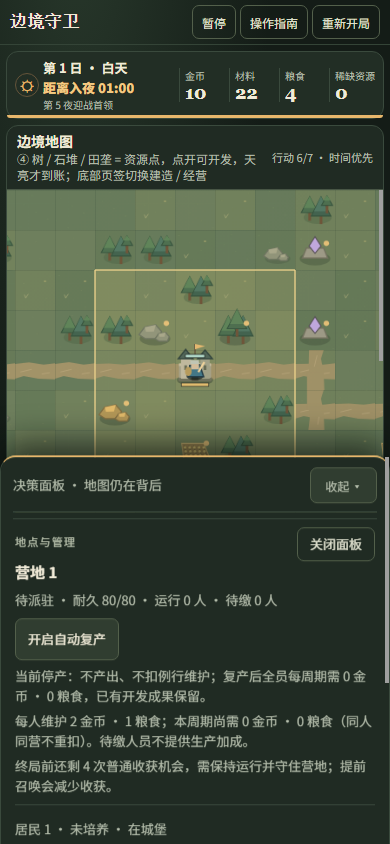 边境守卫
暂停
操作指南
重新开局
第 1 日 · 白天
距离入夜 01:00
第 5 夜迎战首领
金币
10
材料
22
粮食
4
稀缺资源
0
边境地图
④ 树 / 石堆 / 田垄 = 资源点，点开可开发，天
亮才到账；底部页签切换建造 / 经营
行动 6/7 · 时间优先
决策面板 · 地图仍在背后
收起 ▾
地点与管理
关闭面板
营地 1
待派驻 · 耐久 80/80 · 运行 0 人 · 待缴 0 人
开启自动复产
当前停产：不产出、不扣例行维护；复产后全员每周期需 0 金
币 · 0 粮食，已有开发成果保留。
每人维护 2 金币 · 1 粮食；本周期尚需 0 金币 · 0 粮食（同人
同营不重扣）。待缴人员不提供生产加成。
终局前还剩 4 次普通收获机会，需保持运行并守住营地；提前
召唤会减少收获。
居民 1 · 未培养 · 在城堡